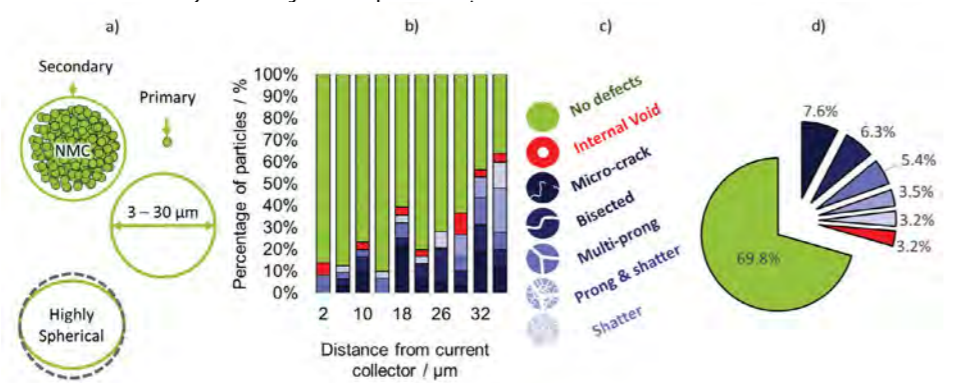 a)
b)
c)
d)
Secondary
Primary
NMC
3 – 30 µm
Highly
Spherical
Percentage of particles / %
100%
90%
80%
70%
60%
50%
40%
30%
20%
10%
0%
2
10
18
26
32
Distance from current
collector / µm
No defects
Internal Void
Micro-crack
Bisected
Multi-prong
Prong & shatter
Shatter
7.6%
6.3%
5.4%
3.5%
3.2%
3.2%
69.8%